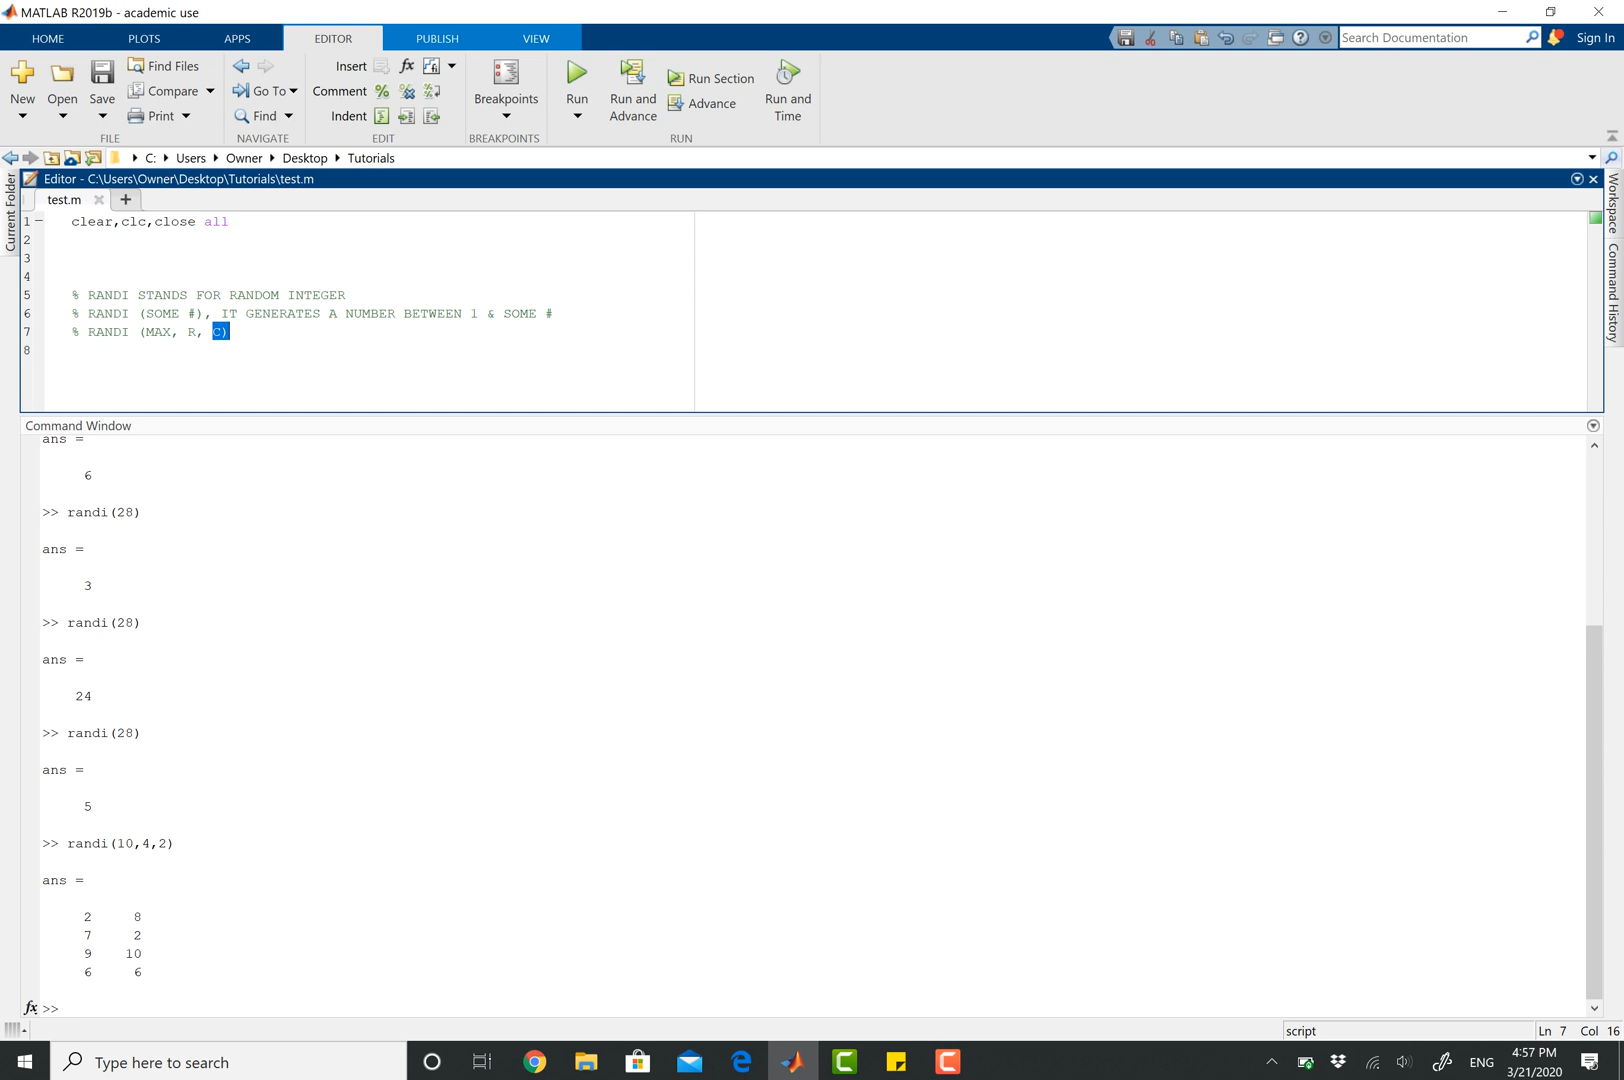 MATLAB R2019b - academic use
HOME PLOTS APPS EDITOR PUBLISH VIEW Search Documentation Sign In
New Open Save Find Files Compare Print
Go To Find
Insert fx
Comment
Indent
Breakpoints Run Run and Advance Run Section Advance Run and Time
FILE NAVIGATE EDIT BREAKPOINTS RUN
C: Users Owner Desktop Tutorials
Editor - C:\Users\Owner\Desktop\Tutorials\test.m
test.m
Current Folder
Workspace
Command History
1 clear,clc,close all
2
3
4
5 % RANDI STANDS FOR RANDOM INTEGER
6 % RANDI (SOME #), IT GENERATES A NUMBER BETWEEN 1 & SOME #
7 % RANDI (MAX, R, C)
8
Command Window
ans =
6
>> randi(28)
ans =
3
>> randi(28)
ans =
24
>> randi(28)
ans =
5
>> randi(10,4,2)
ans =
2 8
7 2
9 10
6 6
fx >>
script Ln 7 Col 16
Type here to search ENG 4:57 PM
3/21/2020